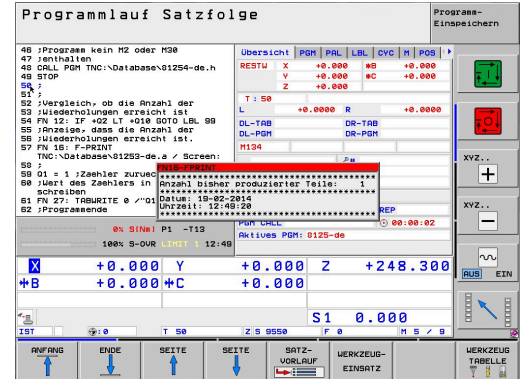 Programmlauf Satzfolge
Programm-
Einspeichern
46 ;Programm kein M2 oder M30
47 ;enthalten
48 CALL PGM TNC:\Database\81254-de.h
49 STOP
50 ;
51 ;
52 ;Vergleich, ob die Anzahl der
53 ;Wiederholungen erreicht ist
54 FN 12: IF +Q2 LT +Q10 GOTO LBL 99
55 ;Anzeige, dass die Anzahl der
56 ;Wiederholungen erreicht ist.
57 FN 16: F-PRINT
TNC:\Database\81253-de.a / Screen:
58 ;
59 Q1 = 1 ;Zaehler zuruec
60 ;Wert des Zaehlers in
schreiben
61 FN 27: TABWRITE 0 /"Q1
62 ;Programmende
Übersicht PGM PAL LBL CYC M POS
RESTW X +0.000 *B +0.000
Y +0.000 *C +0.000
Z +0.000
T : 50
L +0.0000 R +0.0000
DL-TAB DR-TAB
DL-PGM DR-PGM
M134
FN16-FPRINT
************************************
Anzahl bisher produzierter Teile: 1
************************************
Datum: 19-02-2014
Uhrzeit: 12:49:20
************************************
REP
PGM CALL 00:00:02
Aktives PGM: 8125-de
0% S[Nm] P1 -T13
100% S-OVR LIMIT 1 12:49
X +0.000 Y +0.000 Z +248.300
B +0.000 C +0.000
S1 0.000
IST : 0 T 50 Z S 9550 F 0 M 5 / 9
XYZ..
+
XYZ..
−
AUS EIN
ANFANG
ENDE
SEITE
SEITE
SATZ-
VORLAUF
WERKZEUG-
EINSATZ
WERKZEUG
TABELLE